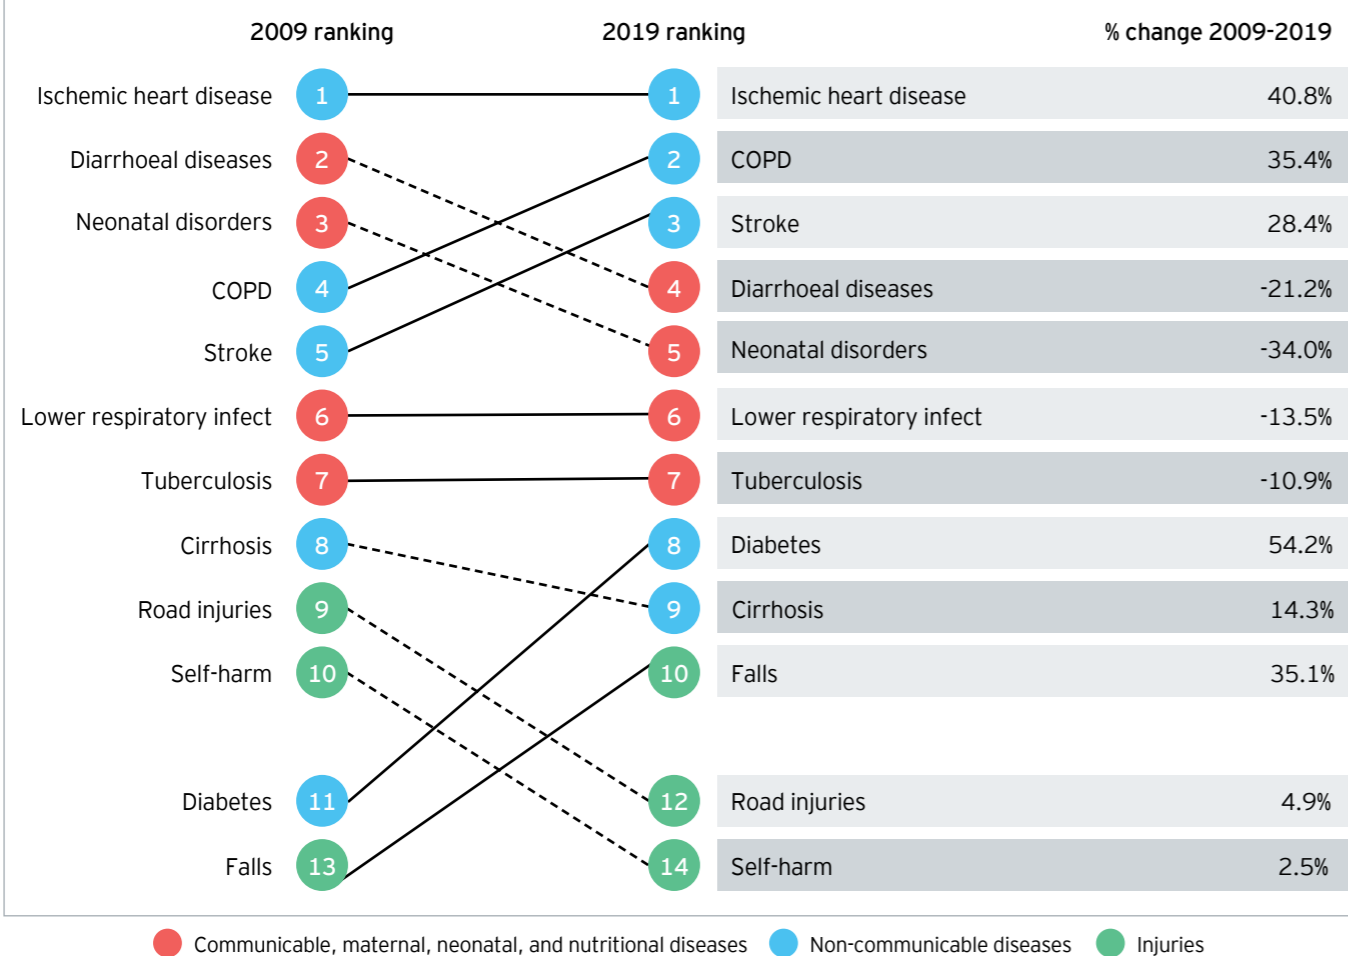 2009 ranking 2019 ranking % change 2009-2019
Ischemic heart disease 1 1 Ischemic heart disease 40.8%
Diarrhoeal diseases 2 2 COPD 35.4%
Neonatal disorders 3 3 Stroke 28.4%
COPD 4 4 Diarrhoeal diseases -21.2%
Stroke 5 5 Neonatal disorders -34.0%
Lower respiratory infect 6 6 Lower respiratory infect -13.5%
Tuberculosis 7 7 Tuberculosis -10.9%
Cirrhosis 8 8 Diabetes 54.2%
Road injuries 9 9 Cirrhosis 14.3%
Self-harm 10 10 Falls 35.1%
Diabetes 11 12 Road injuries 4.9%
Falls 13 14 Self-harm 2.5%
Communicable, maternal, neonatal, and nutritional diseases Non-communicable diseases Injuries